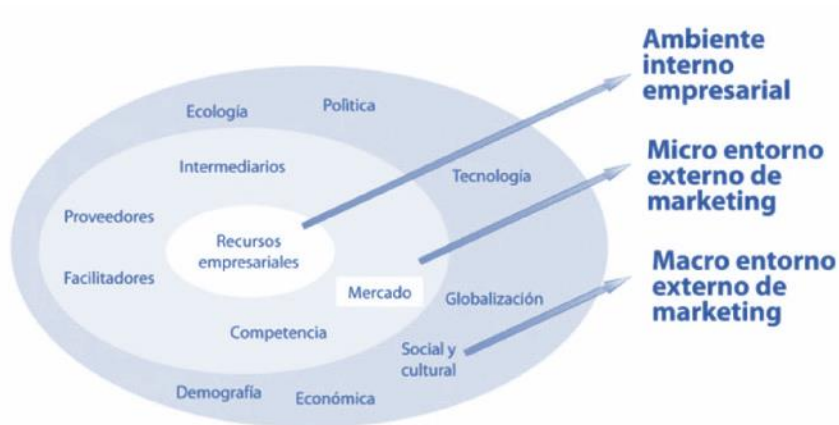 Ambiente
interno
empresarial
Micro entorno
externo de
marketing
Macro entorno
externo de
marketing
Ecología
Política
Intermediarios
Tecnología
Proveedores
Recursos
empresariales
Facilitadores
Mercado
Globalización
Competencia
Social y
cultural
Demografía
Económica